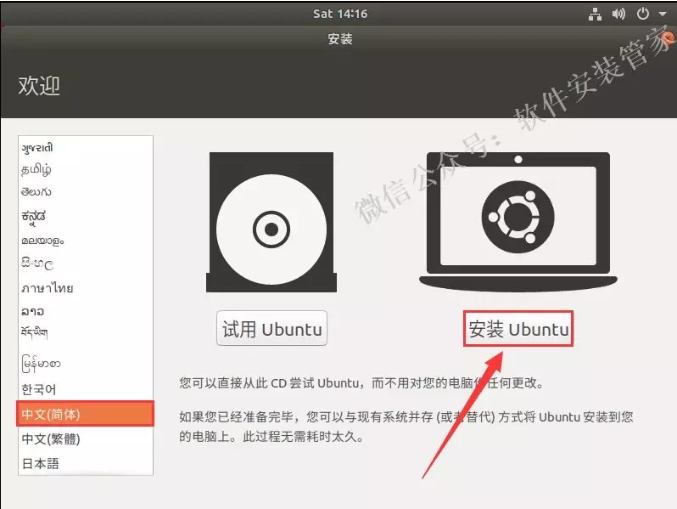 Sat 14:16
安装
欢迎
ગુજરાતી
தமிழ்
తెలుగు
ಕನ್ನಡ
മലയാളം
සිංහල
ภาษาไทย
ລາວ
བོད་ཡིག
မြန်မာစာ
한국어
中文(简体)
中文(繁體)
日本語
试用 Ubuntu
安装 Ubuntu
您可以直接从此 CD 尝试 Ubuntu，而不用对您的电脑任何更改。
如果您已经准备完毕，您可以与现有系统并存 (或者替代) 方式将 Ubuntu 安装到您
的电脑上。此过程无需耗时太久。
微信公众号：软件安装管家